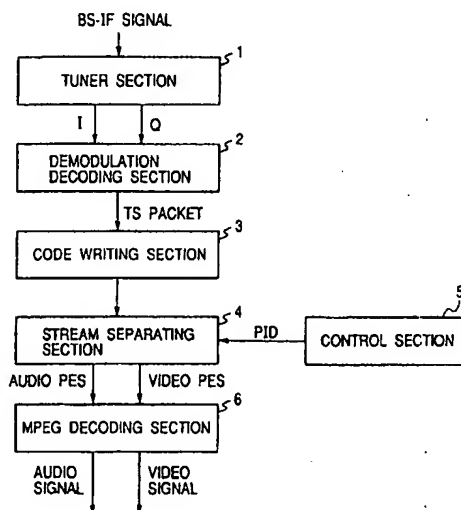 BS-IF SIGNAL
1
TUNER SECTION
I Q
2
DEMODULATION
DECODING SECTION
TS PACKET
3
CODE WRITING SECTION
4
STREAM SEPARATING
SECTION
PID
5
CONTROL SECTION
AUDIO PES VIDEO PES
6
MPEG DECODING SECTION
AUDIO VIDEO
SIGNAL SIGNAL